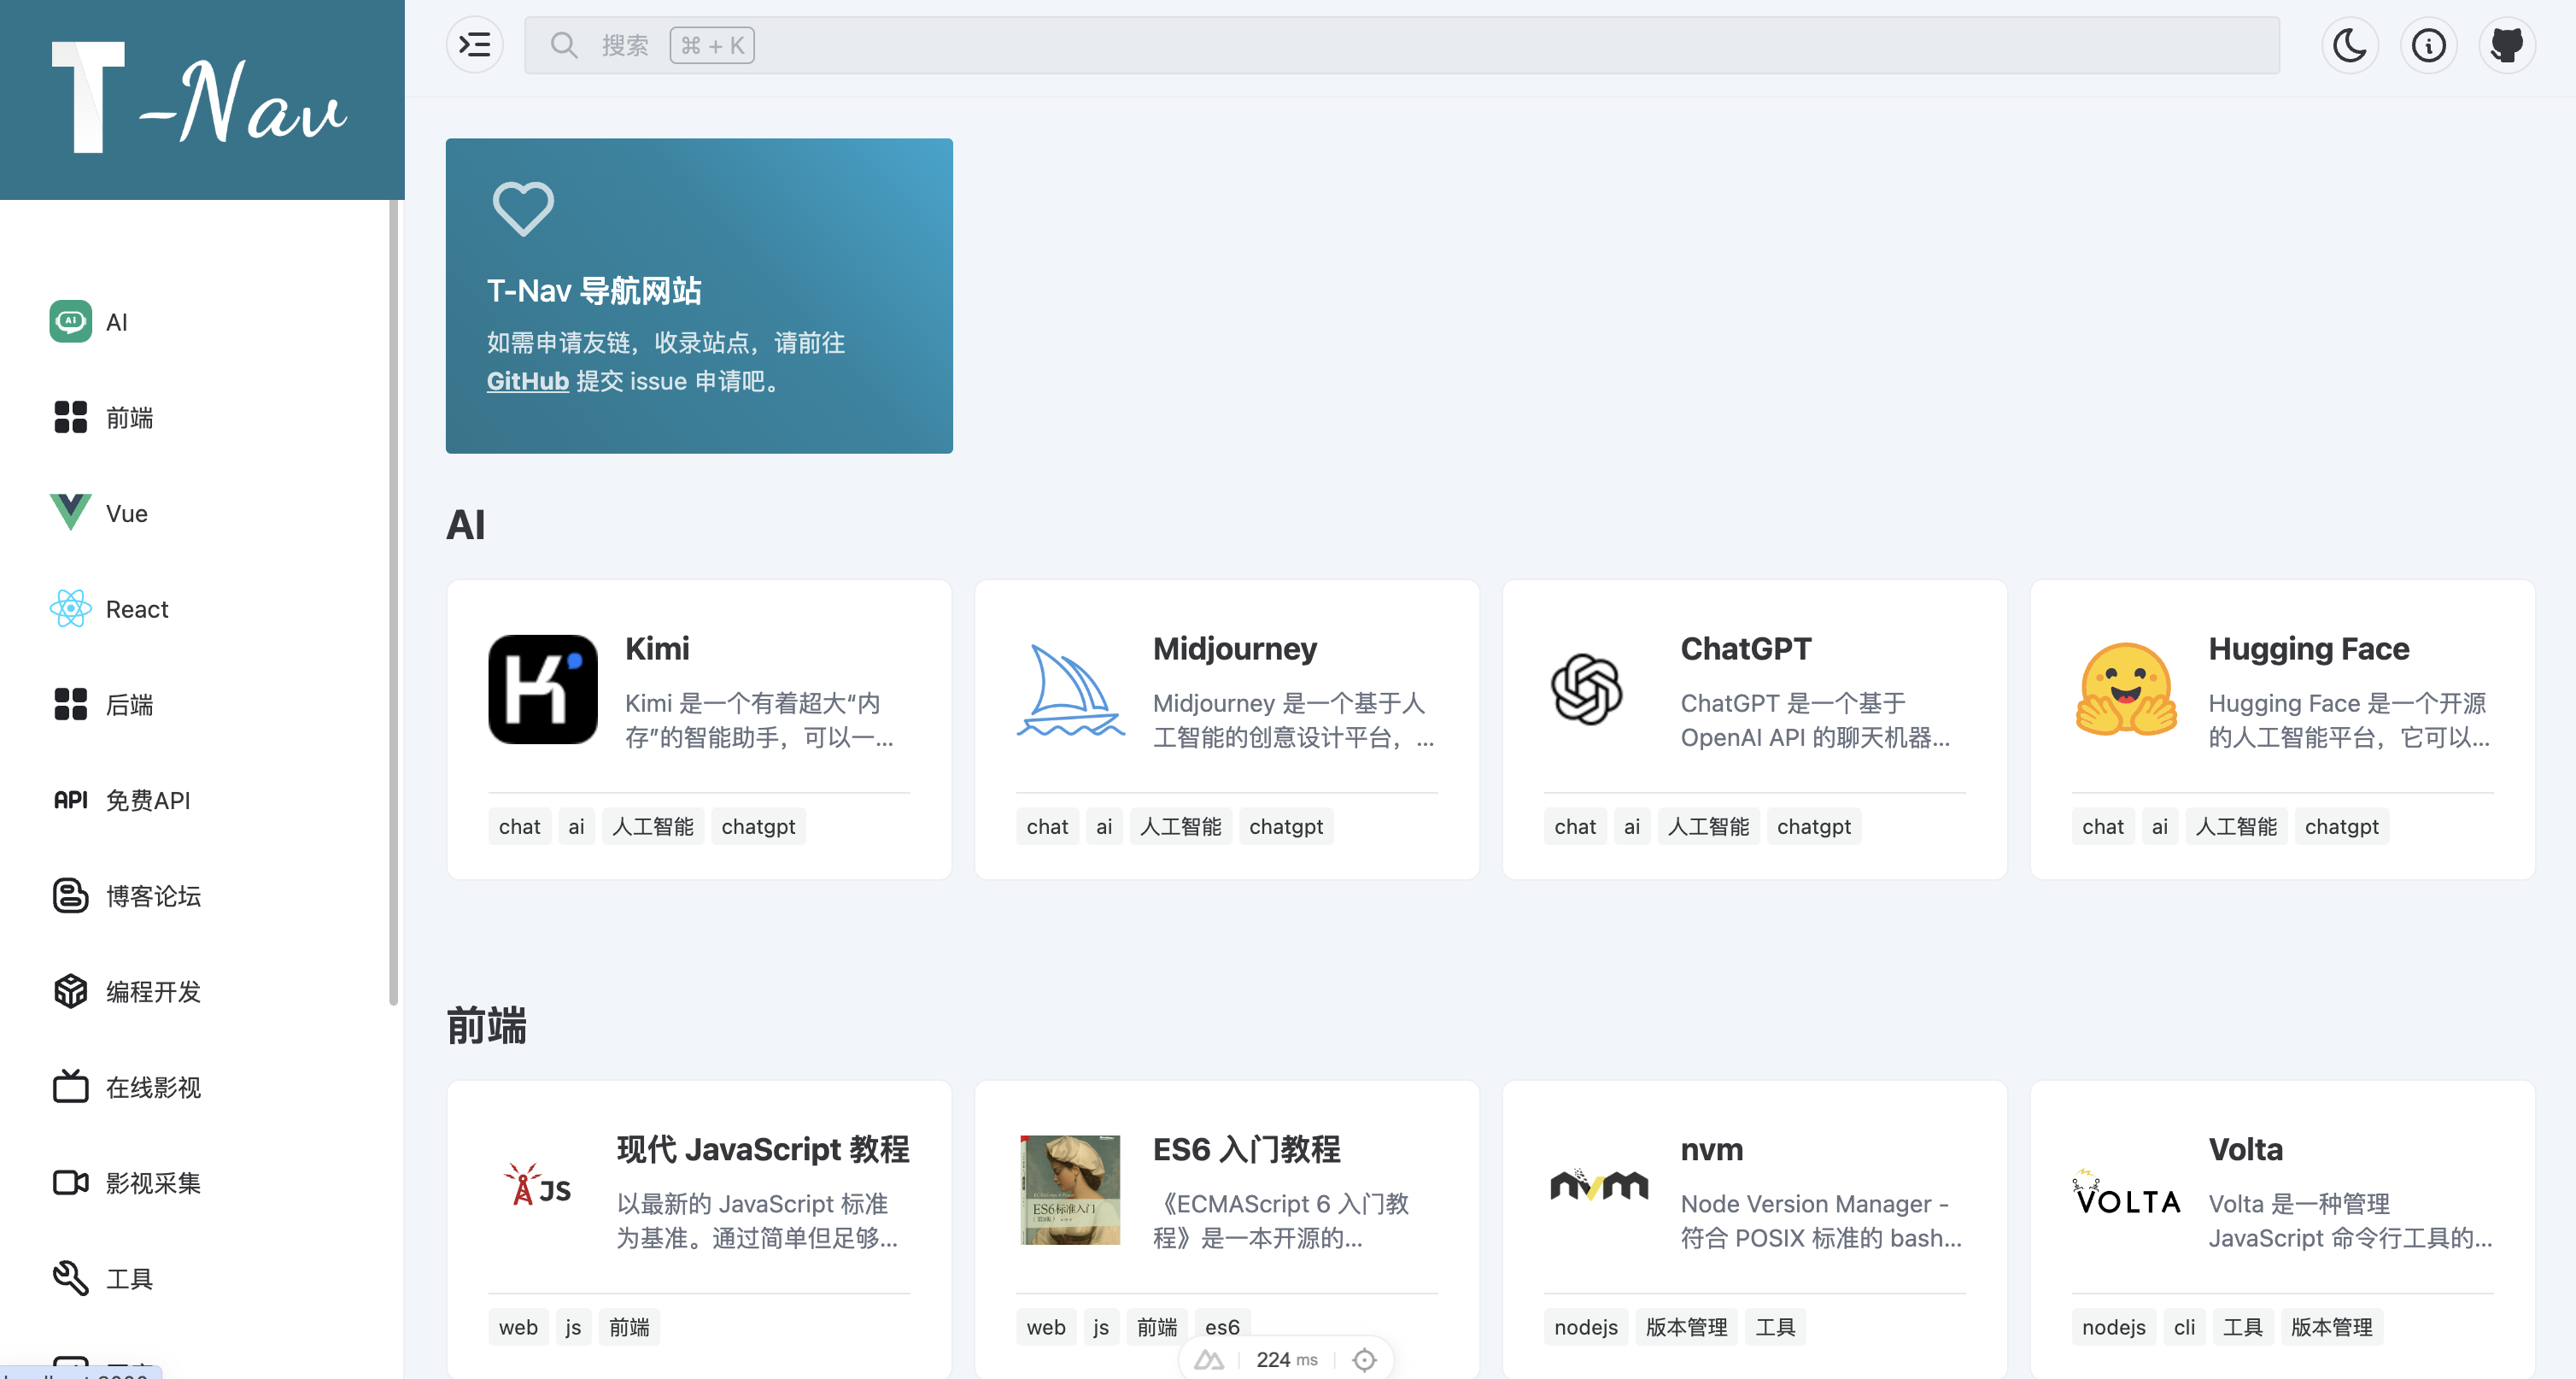 T-Nav
搜索 ⌘ + K
T-Nav 导航网站
如需申请友链，收录站点，请前往
GitHub 提交 issue 申请吧。
AI
前端
Vue
React
后端
API 免费API
博客论坛
编程开发
在线影视
影视采集
工具
AI
Kimi
Kimi 是一个有着超大“内
存”的智能助手，可以一...
chat ai 人工智能 chatgpt
Midjourney
Midjourney 是一个基于人
工智能的创意设计平台，...
chat ai 人工智能 chatgpt
ChatGPT
ChatGPT 是一个基于
OpenAI API 的聊天机器...
chat ai 人工智能 chatgpt
Hugging Face
Hugging Face 是一个开源
的人工智能平台，它可以...
chat ai 人工智能 chatgpt
前端
JS
现代 JavaScript 教程
以最新的 JavaScript 标准
为基准。通过简单但足够...
web js 前端
ES6标准入门
ES6 入门教程
《ECMAScript 6 入门教
程》是一本开源的...
web js 前端 es6
nvm
nvm
Node Version Manager -
符合 POSIX 标准的 bash...
nodejs 版本管理 工具
VOLTA
Volta
Volta 是一种管理
JavaScript 命令行工具的...
nodejs cli 工具 版本管理
224 ms